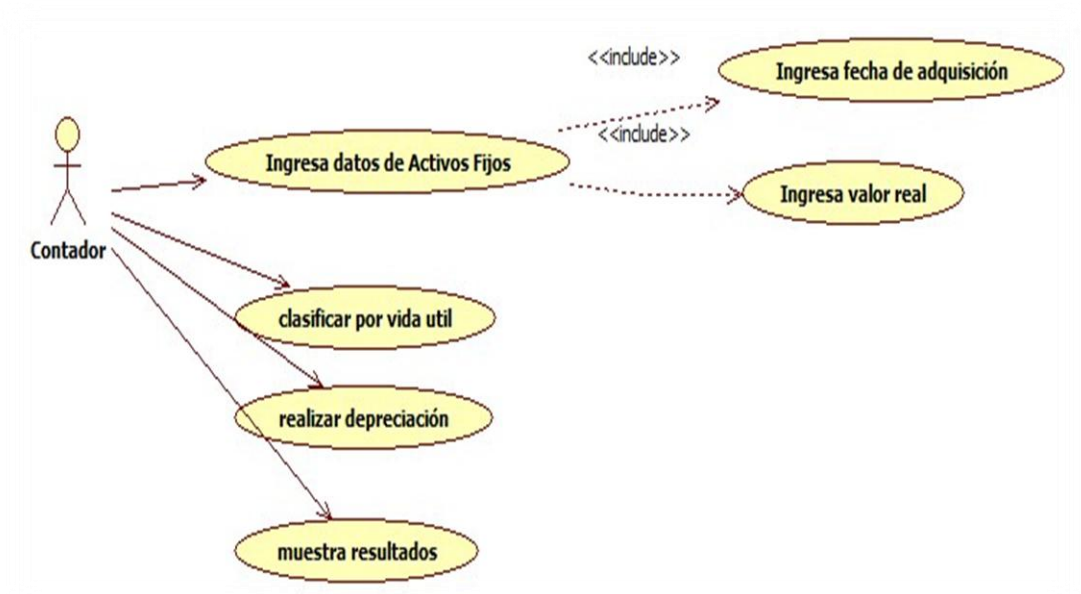 <<include>>
Ingresa fecha de adquisición
<<include>>
Ingresa datos de Activos Fijos
Ingresa valor real
Contador
clasificar por vida util
realizar depreciación
muestra resultados